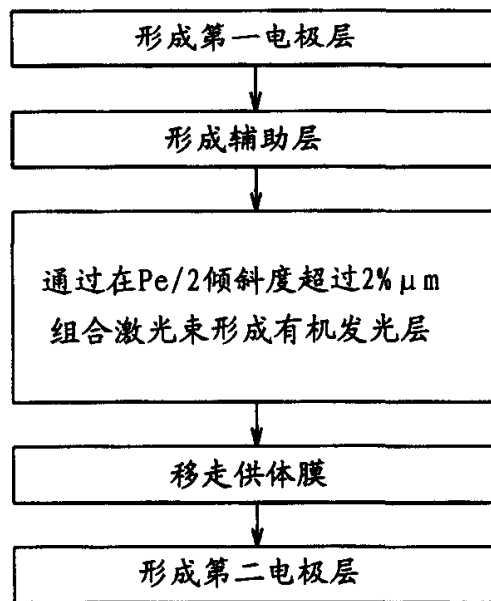 形成第一电极层
形成辅助层
通过在Pe/2倾斜度超过2%μm
组合激光束形成有机发光层
移走供体膜
形成第二电极层